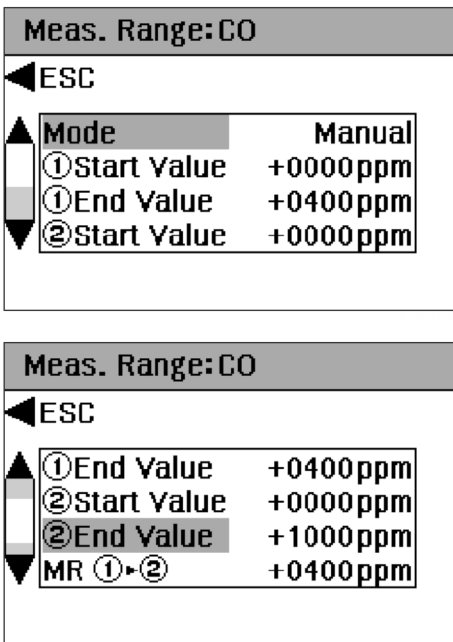 Meas. Range:CO
◀ESC
Mode Manual
①Start Value +0000ppm
①End Value +0400ppm
②Start Value +0000ppm
Meas. Range:CO
◀ESC
①End Value +0400ppm
②Start Value +0000ppm
②End Value +1000ppm
MR ①▸② +0400ppm